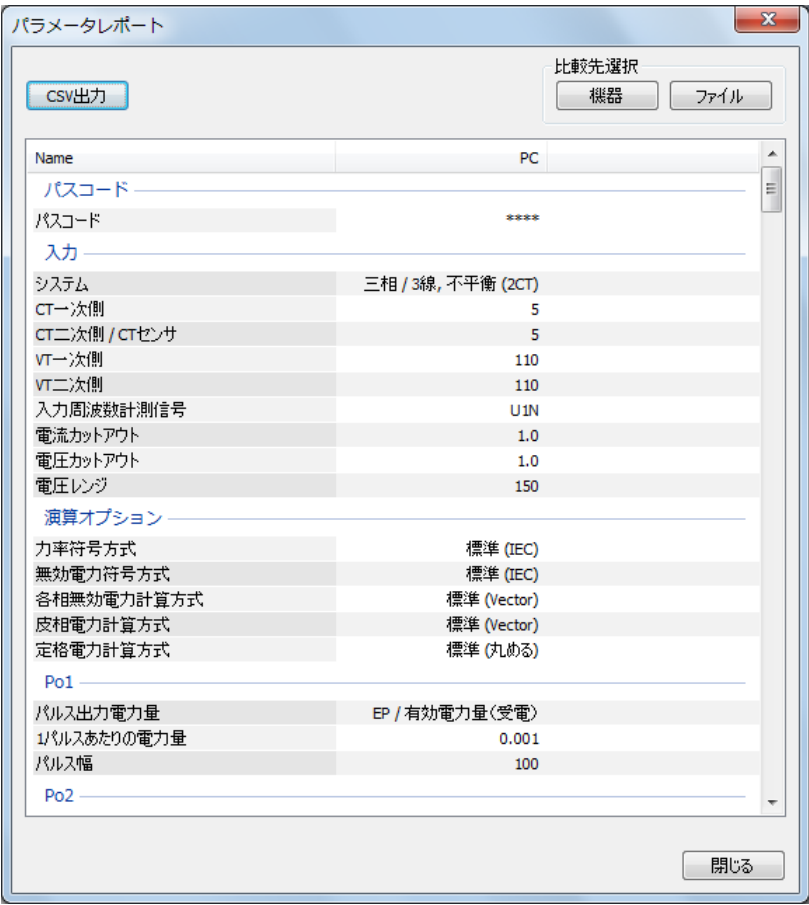 パラメータレポート
比較先選択
CSV出力 機器 ファイル
Name PC
パスコード
パスコード ****
入力
システム 三相 / 3線, 不平衡 (2CT)
CT一次側 5
CT二次側 / CTセンサ 5
VT一次側 110
VT二次側 110
入力周波数計測信号 U1N
電流カットアウト 1.0
電圧カットアウト 1.0
電圧レンジ 150
演算オプション
力率符号方式 標準 (IEC)
無効電力符号方式 標準 (IEC)
各相無効電力計算方式 標準 (Vector)
皮相電力計算方式 標準 (Vector)
定格電力計算方式 標準 (丸める)
Po1
パルス出力電力量 EP / 有効電力量(受電)
1パルスあたりの電力量 0.001
パルス幅 100
Po2
閉じる